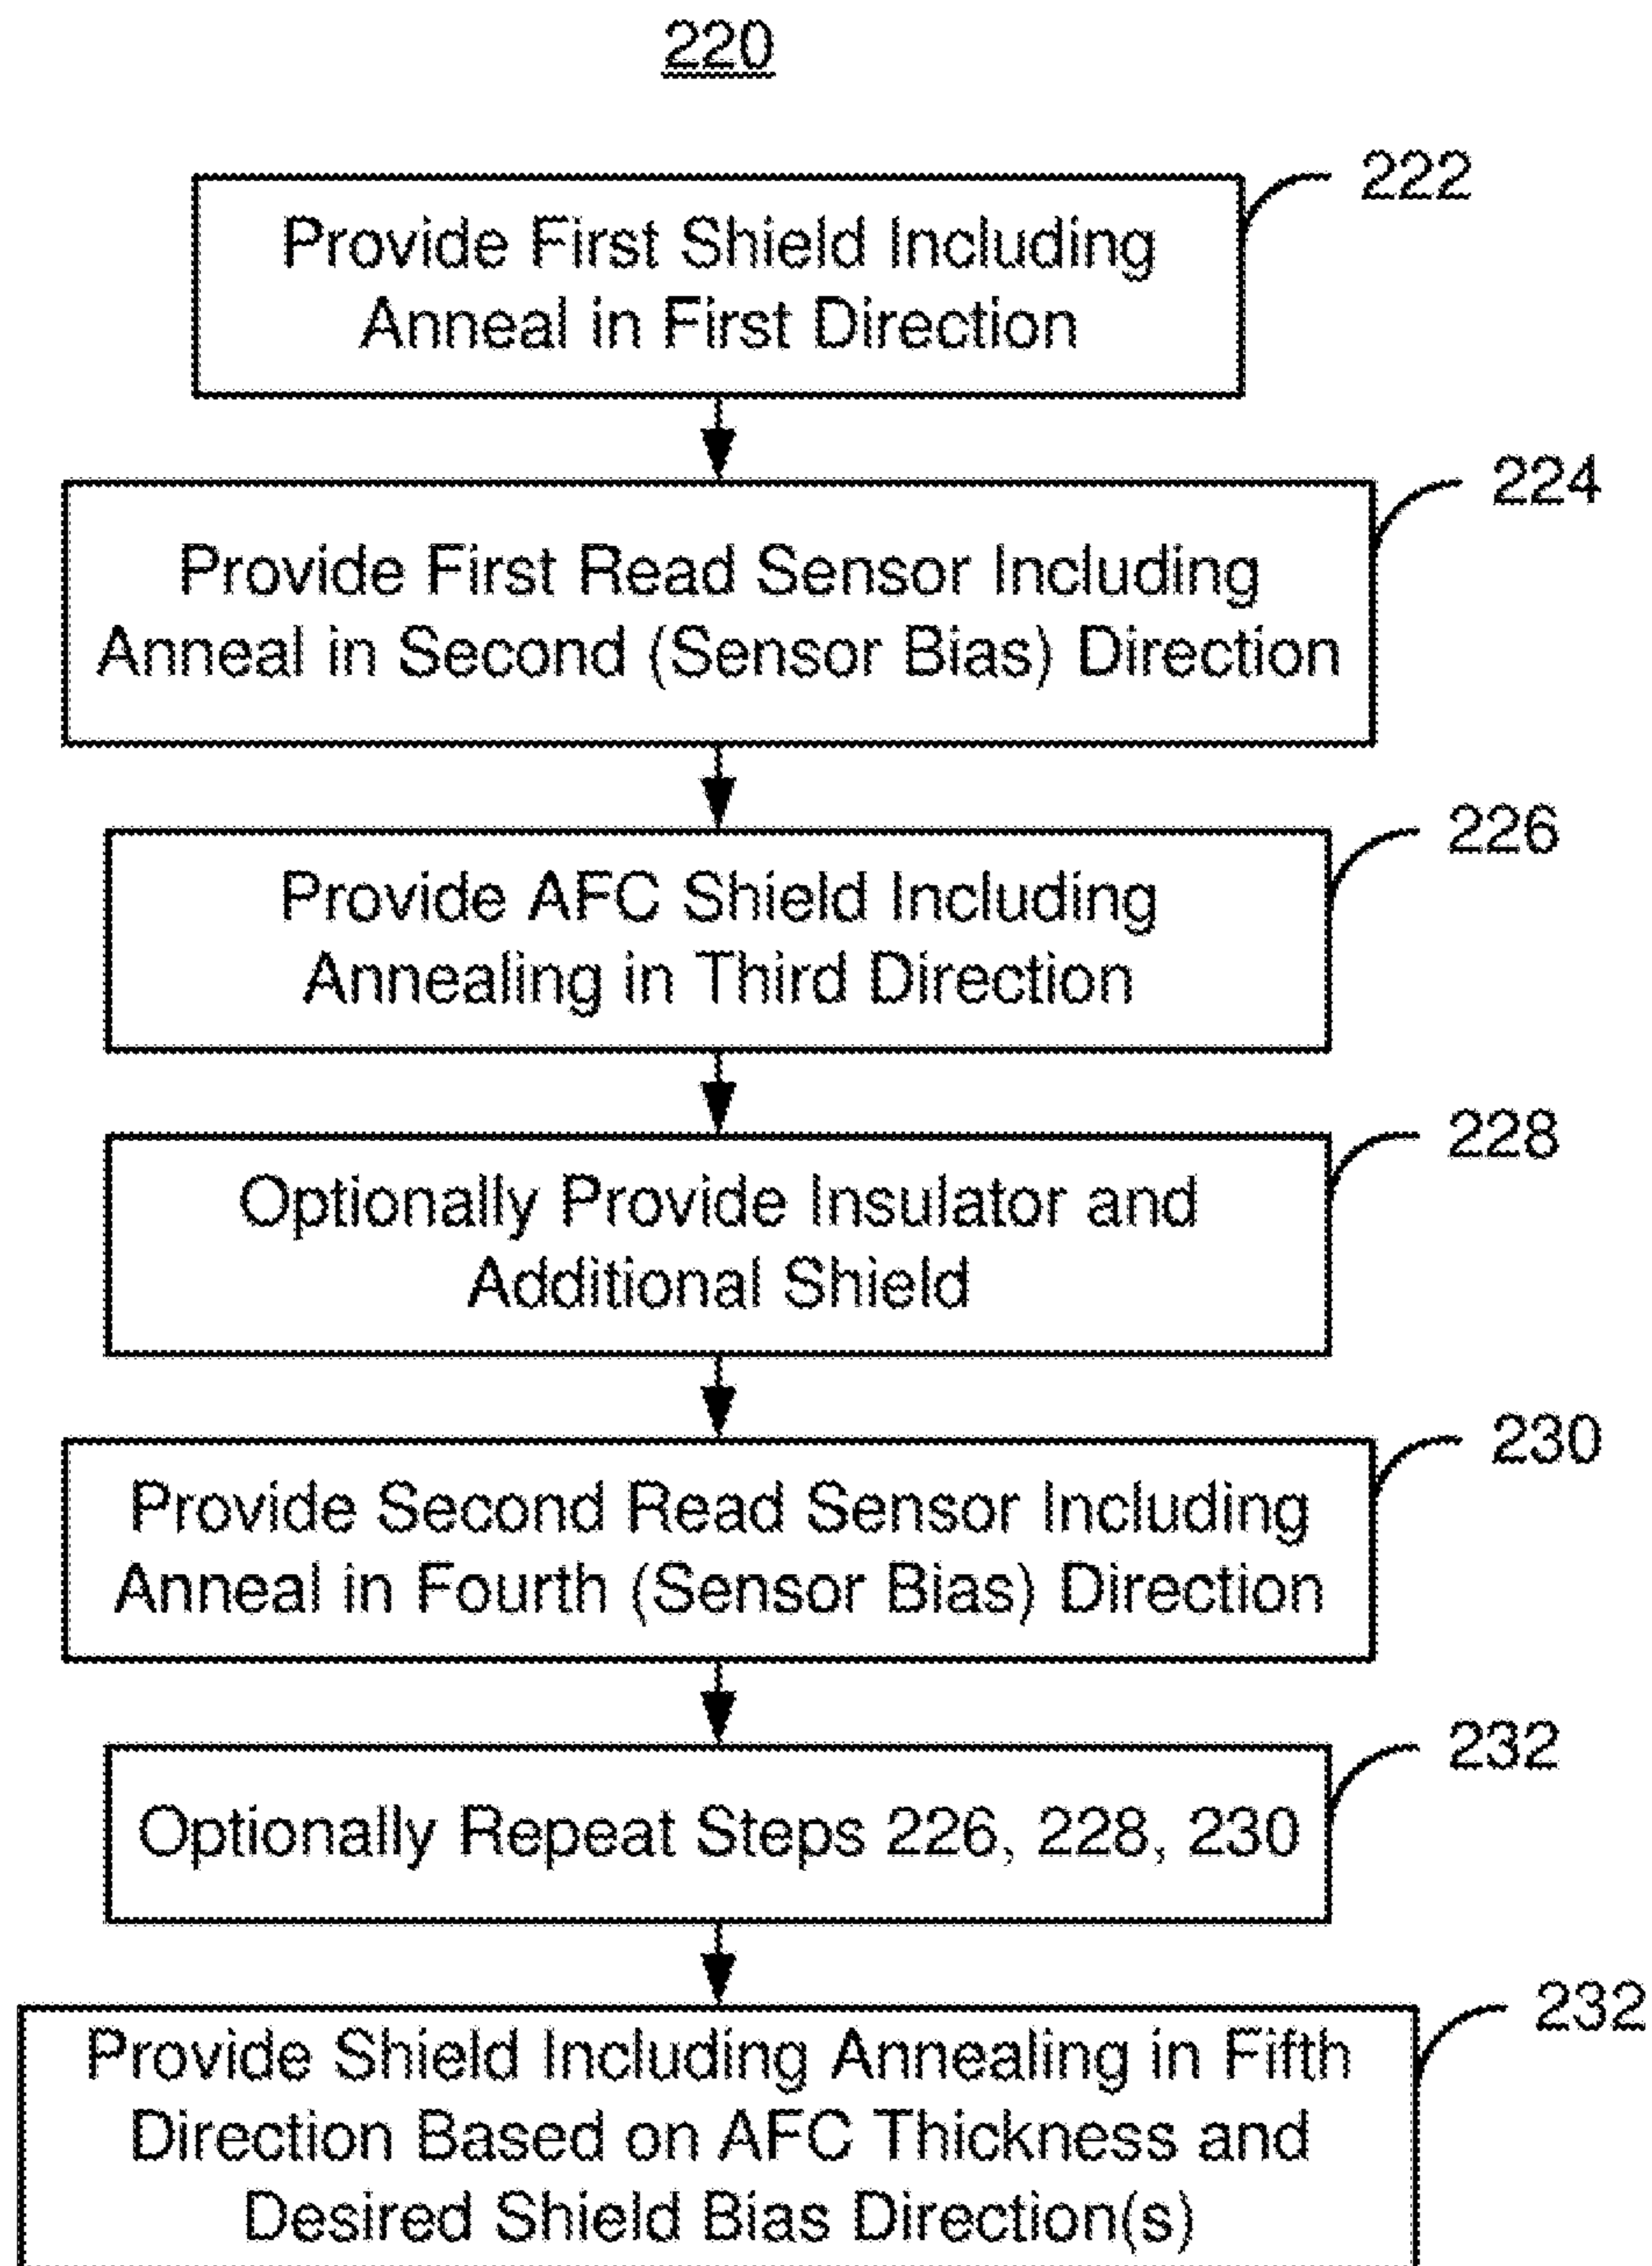 220
222
Provide First Shield Including
Anneal in First Direction
224
Provide First Read Sensor Including
Anneal in Second (Sensor Bias) Direction
226
Provide AFC Shield Including
Annealing in Third Direction
228
Optionally Provide Insulator and
Additional Shield
230
Provide Second Read Sensor Including
Anneal in Fourth (Sensor Bias) Direction
232
Optionally Repeat Steps 226, 228, 230
232
Provide Shield Including Annealing in Fifth
Direction Based on AFC Thickness and
Desired Shield Bias Direction(s)